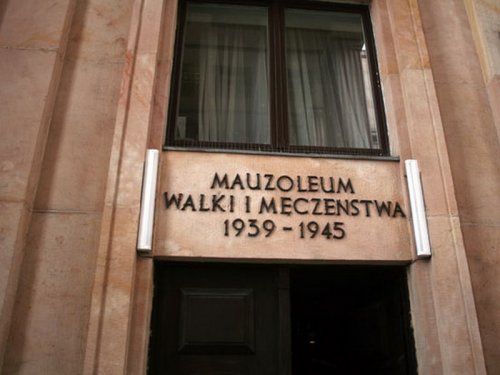 MAUZOLEUM
WALKI I MĘCZENSTWA
1939 - 1945